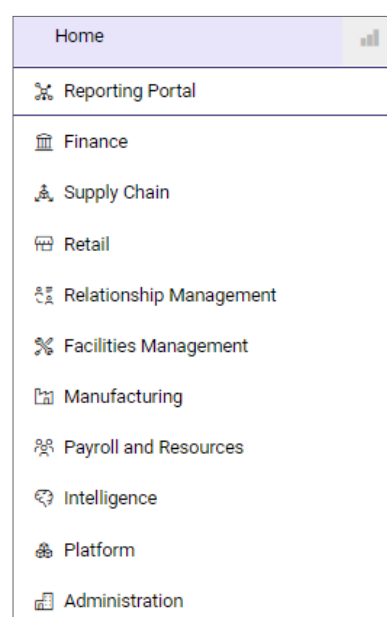 Home
Reporting Portal
Finance
Supply Chain
Retail
Relationship Management
Facilities Management
Manufacturing
Payroll and Resources
Intelligence
Platform
Administration